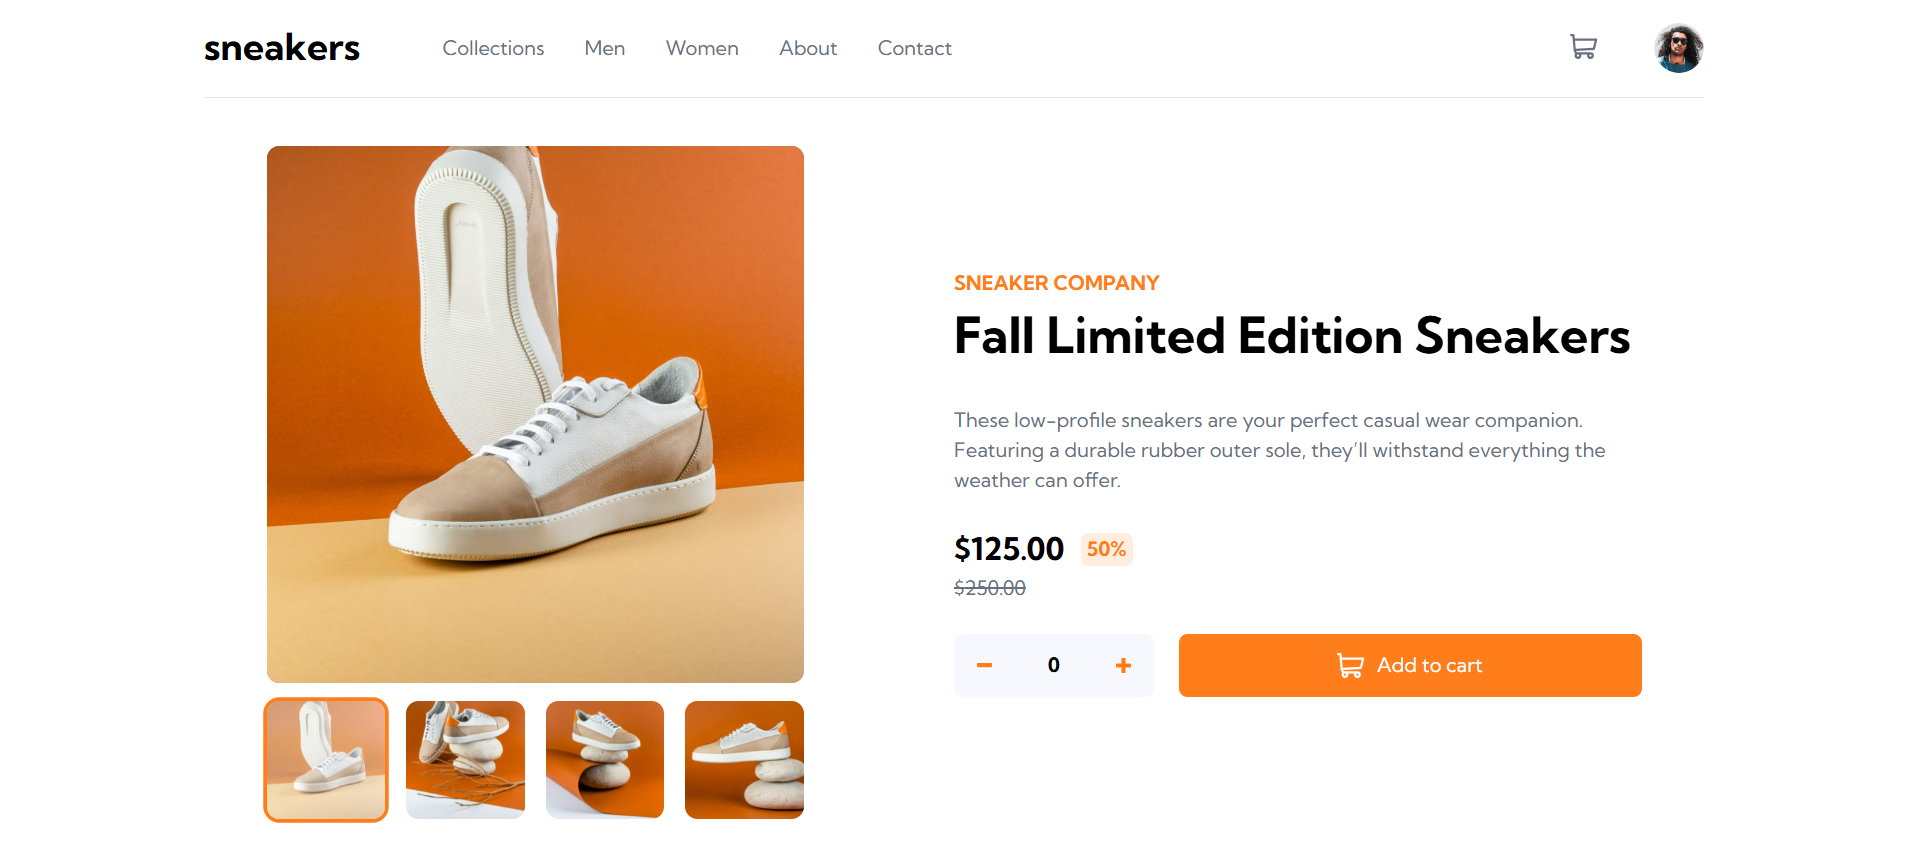 sneakers
Collections Men Women About Contact
SNEAKER COMPANY
Fall Limited Edition Sneakers
These low-profile sneakers are your perfect casual wear companion.
Featuring a durable rubber outer sole, they’ll withstand everything the
weather can offer.
$125.00 50%
$250.00
0 Add to cart